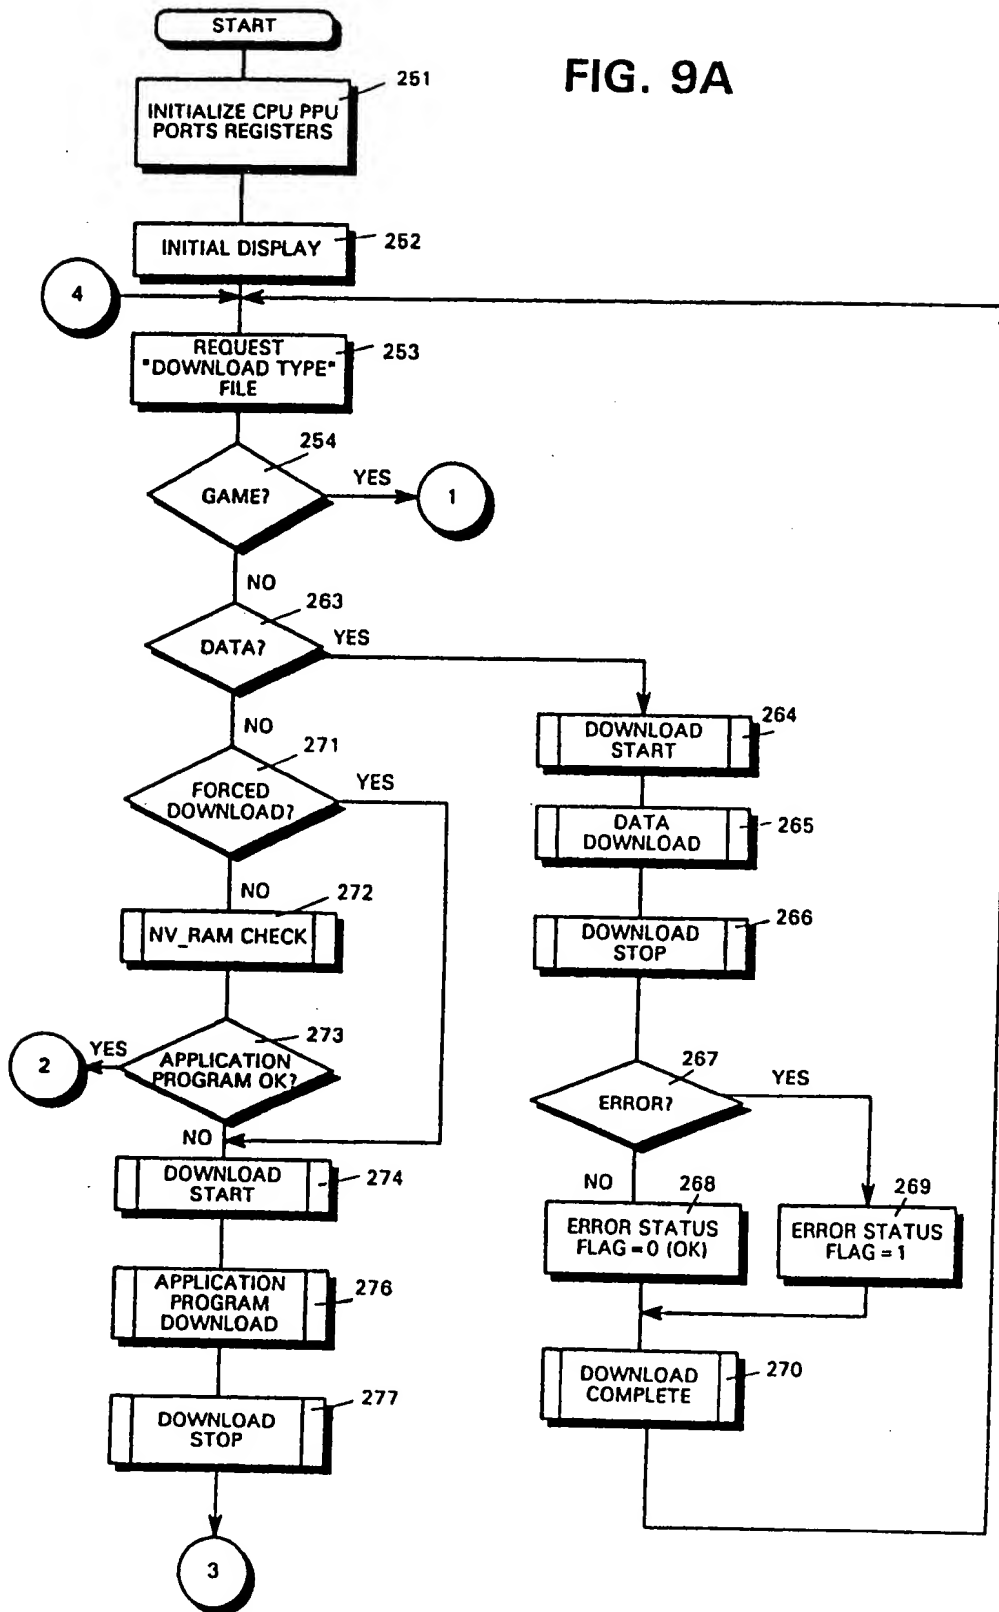 START
FIG. 9A
251
INITIALIZE CPU PPU
PORTS REGISTERS
INITIAL DISPLAY
252
4
REQUEST
"DOWNLOAD TYPE"
FILE
253
254
GAME?
YES
1
NO
263
DATA?
YES
NO
271
FORCED
DOWNLOAD?
YES
NO
272
NV_RAM CHECK
273
APPLICATION
PROGRAM OK?
YES
2
NO
DOWNLOAD
START
274
APPLICATION
PROGRAM
DOWNLOAD
276
DOWNLOAD
STOP
277
3
DOWNLOAD
START
264
DATA
DOWNLOAD
265
DOWNLOAD
STOP
266
267
ERROR?
YES
NO
268
ERROR STATUS
FLAG = 0 (OK)
269
ERROR STATUS
FLAG = 1
DOWNLOAD
COMPLETE
270